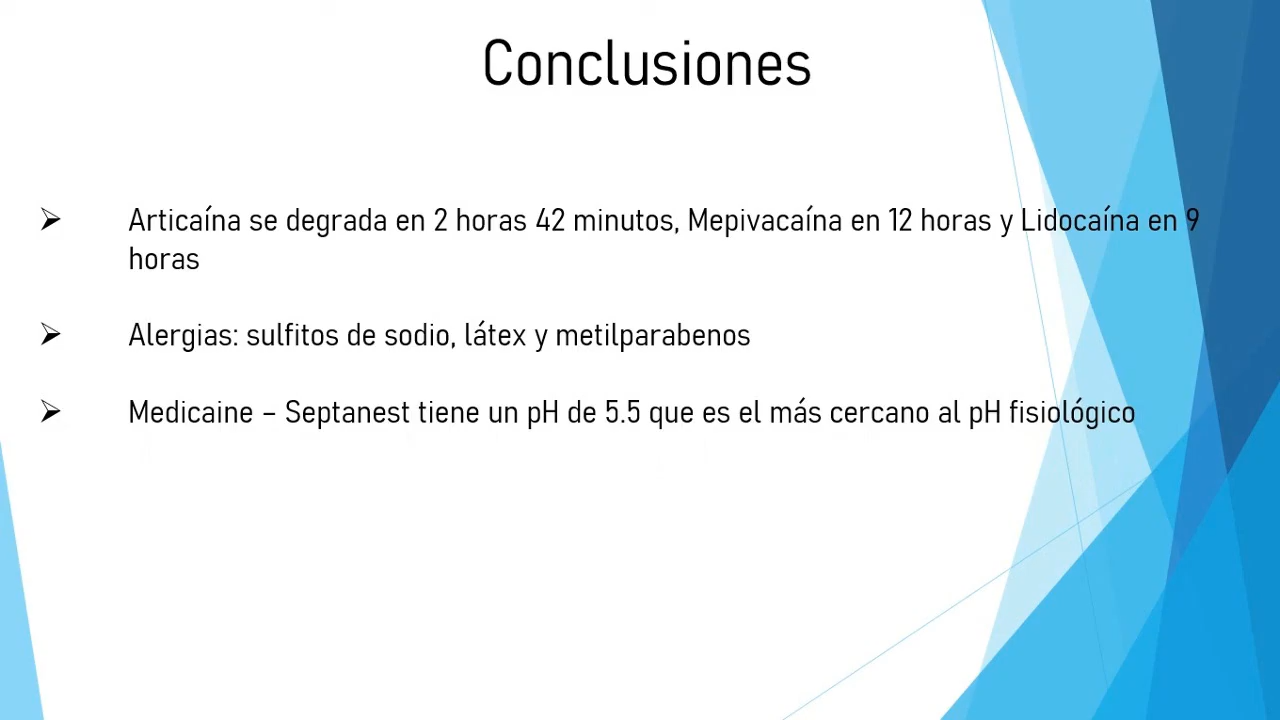 Conclusiones
Articaína se degrada en 2 horas 42 minutos, Mepivacaína en 12 horas y Lidocaína en 9
horas
Alergias: sulfitos de sodio, látex y metilparabenos
Medicaine – Septanest tiene un pH de 5.5 que es el más cercano al pH fisiológico